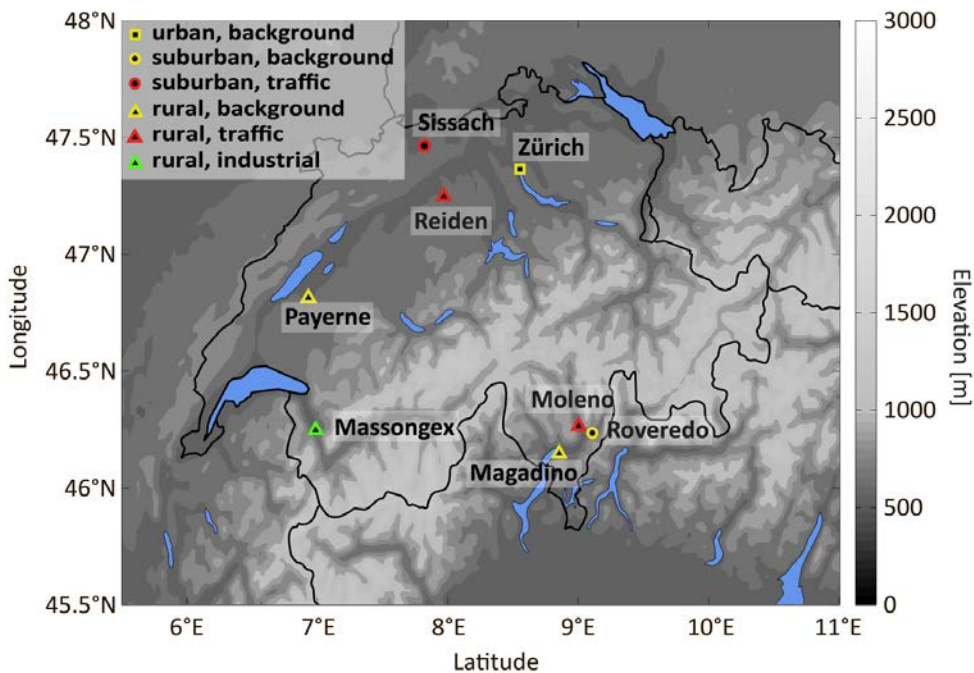 48°N
47.5°N
47°N
46.5°N
46°N
45.5°N
Longitude
urban, background
suburban, background
suburban, traffic
rural, background
rural, traffic
rural, industrial
Sissach
Zürich
Reiden
Payerne
Massongex
Moleno
Roveredo
Magadino
6°E
7°E
8°E
9°E
10°E
11°E
Latitude
3000
2500
2000
1500
1000
500
0
Elevation [m]